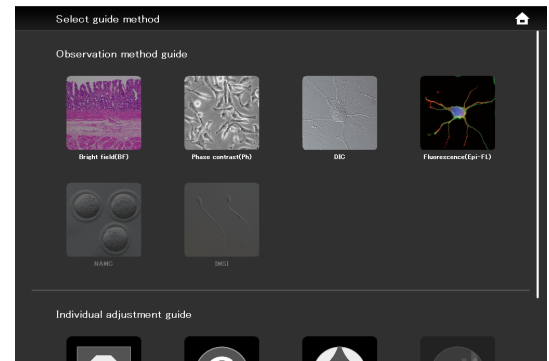 Select guide method
Observation method guide
Bright field(BF)
Phase contrast(Ph)
DIC
Fluorescence(Epi-FL)
NAMC
IMSI
Individual adjustment guide